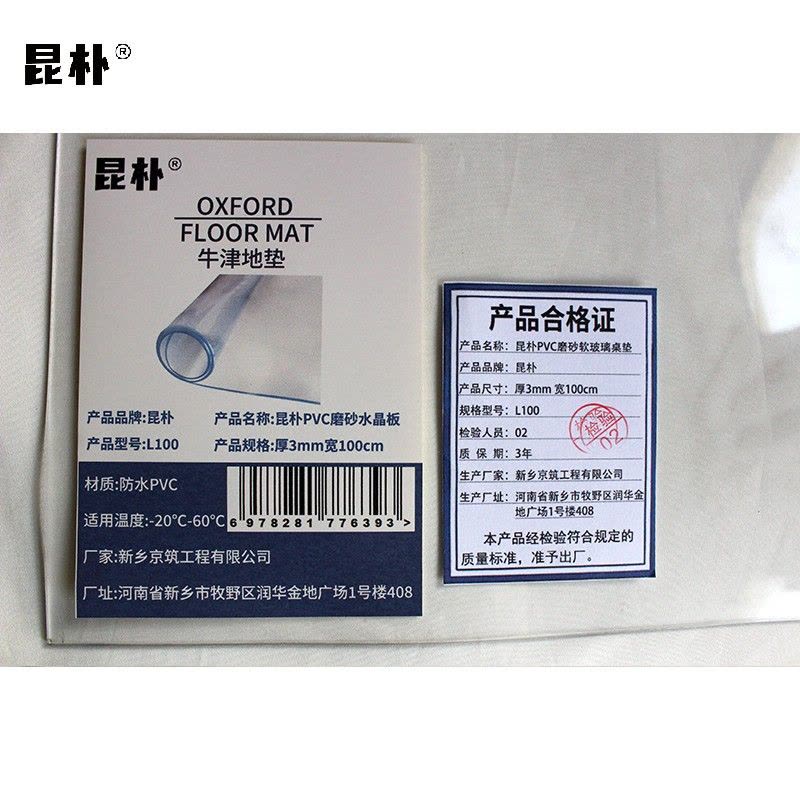 昆朴®
昆朴®
OXFORD
FLOOR MAT
牛津地垫
产品品牌:昆朴 产品名称:昆朴PVC磨砂水晶板
产品型号:L100 产品规格:厚3mm宽100cm
材质:防水PVC
适用温度:-20℃-60℃
6 978281 776393 >
厂家:新乡京筑工程有限公司
厂址:河南省新乡市牧野区润华金地广场1号楼408
产品合格证
产品名称: 昆朴PVC磨砂软玻璃桌垫
产品品牌: 昆朴
产品尺寸: 厚3mm 宽100cm
规格型号: L100
检验人员: 02
质 保 期: 3年
生产厂家: 新乡京筑工程有限公司
生产厂址: 河南省新乡市牧野区润华金
地广场1号楼408
本产品经检验符合规定的
质量标准，准予出厂。
检验
02